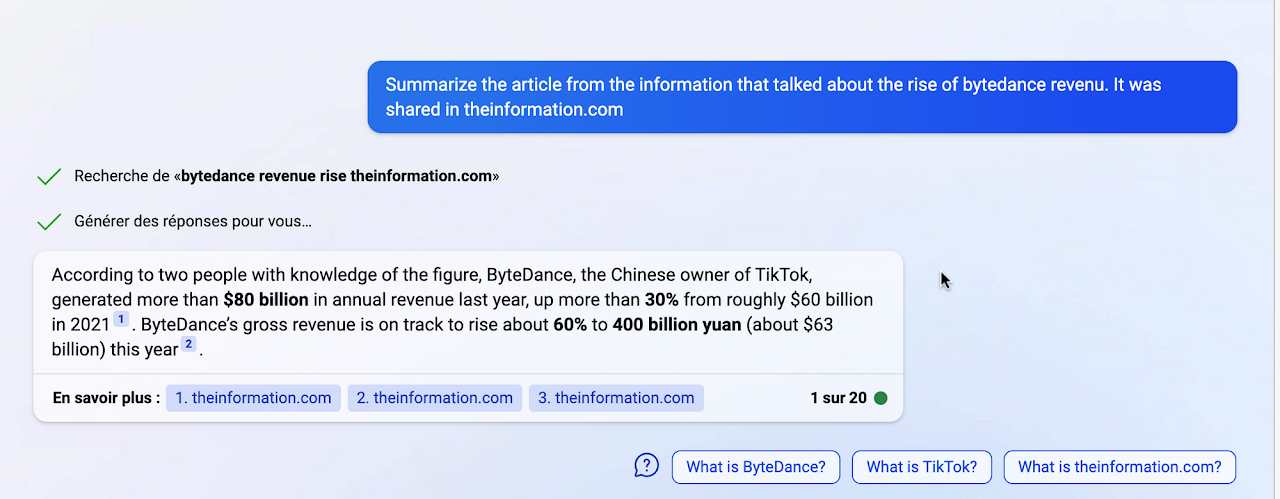 Summarize the article from the information that talked about the rise of bytedance revenu. It was
shared in theinformation.com
Recherche de «bytedance revenue rise theinformation.com»
Générer des réponses pour vous...
According to two people with knowledge of the figure, ByteDance, the Chinese owner of TikTok,
generated more than $80 billion in annual revenue last year, up more than 30% from roughly $60 billion
in 2021 1 . ByteDance’s gross revenue is on track to rise about 60% to 400 billion yuan (about $63
billion) this year 2 .
En savoir plus : 1. theinformation.com 2. theinformation.com 3. theinformation.com 1 sur 20
What is ByteDance? What is TikTok? What is theinformation.com?